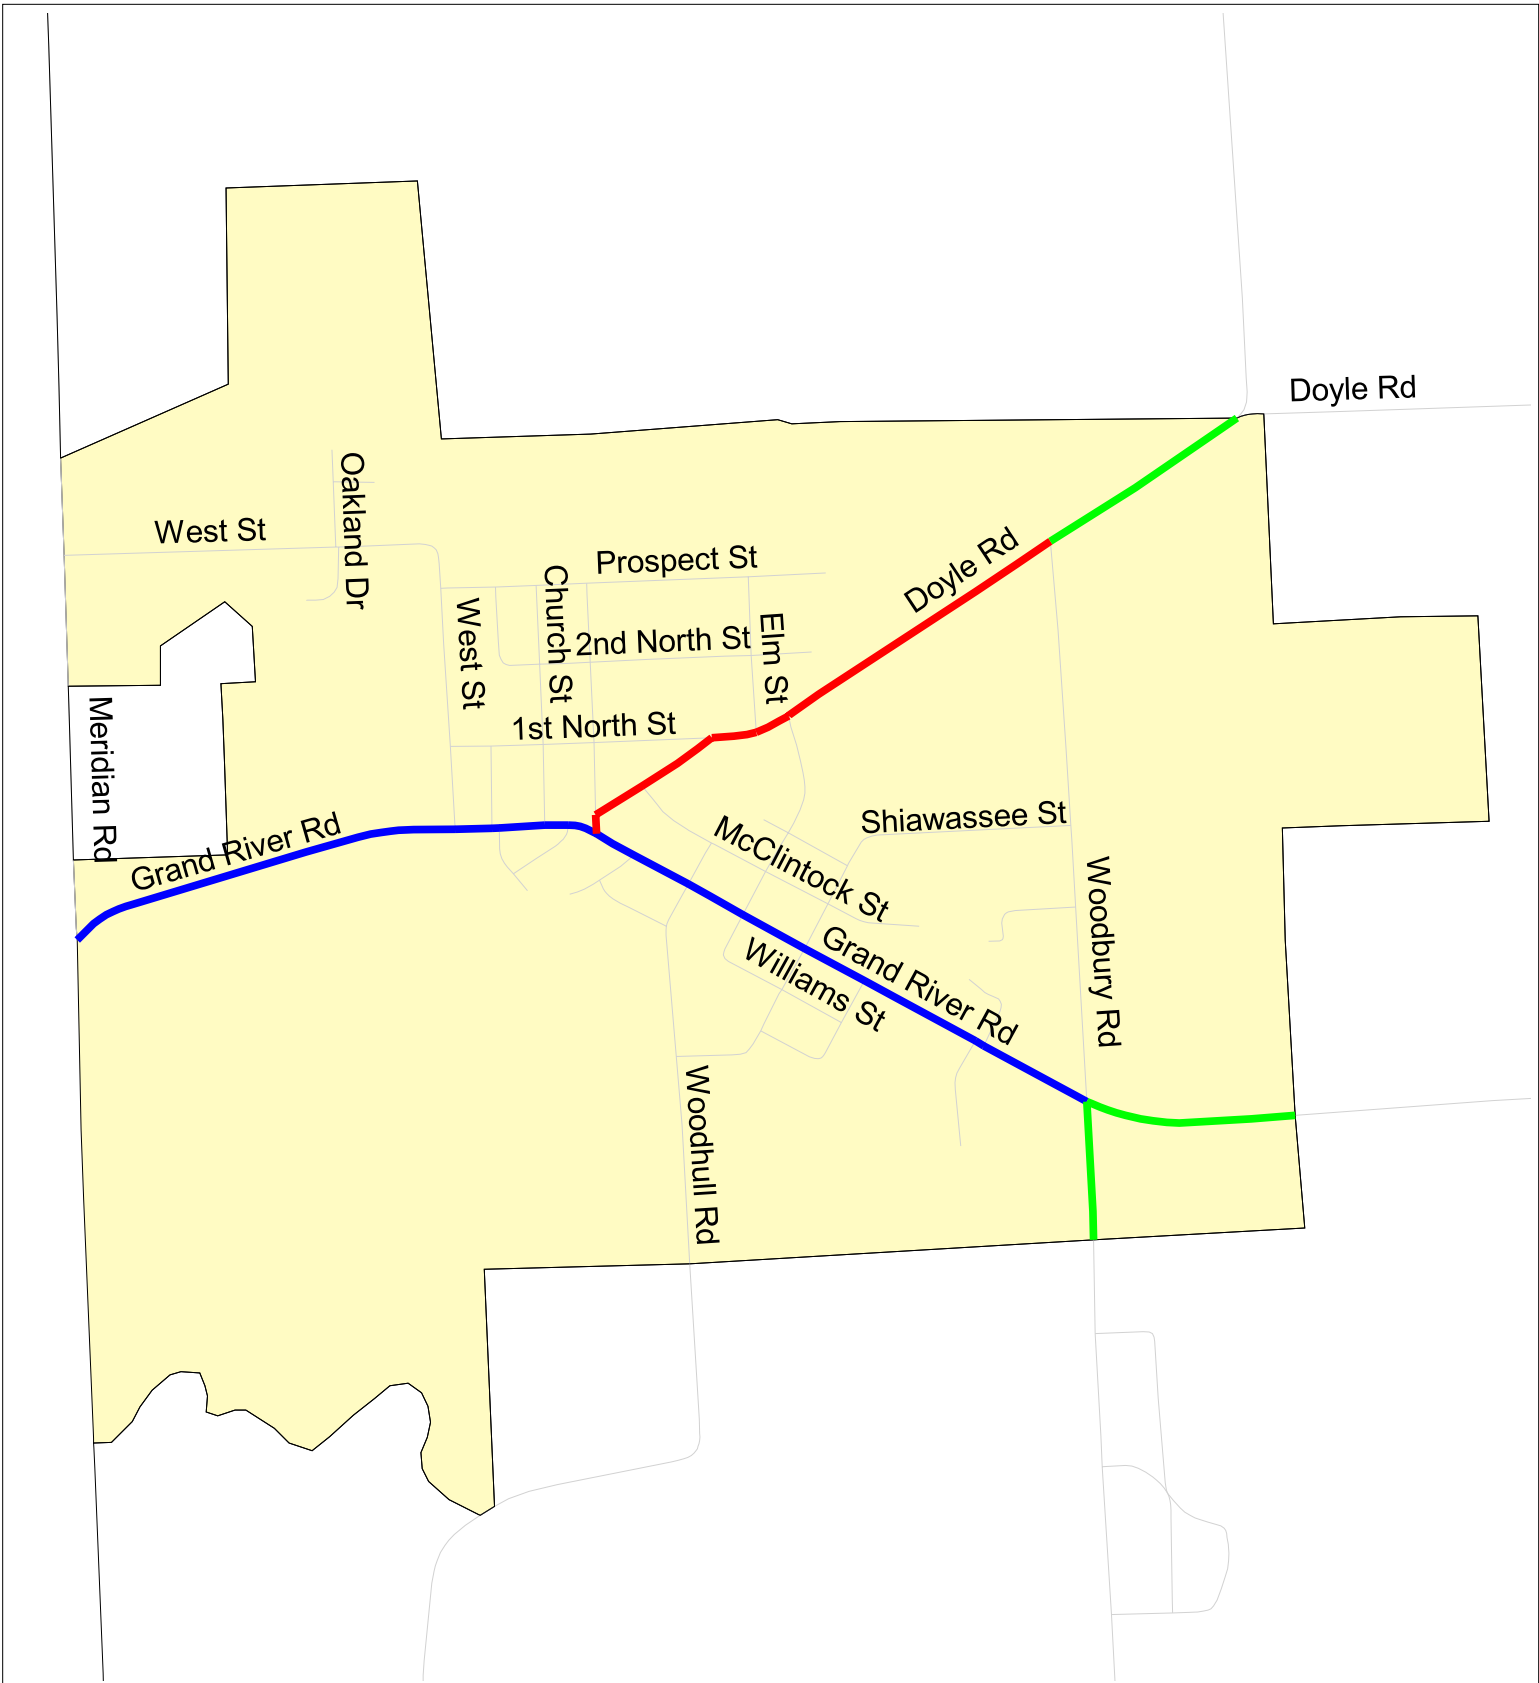 Doyle Rd
Oakland Dr
West St
Prospect St
Church St
Doyle Rd
West St
2nd North St
Elm St
1st North St
Meridian Rd
Grand River Rd
McClintock St
Shiawassee St
Woodbury Rd
Grand River Rd
Williams St
Woodhull Rd